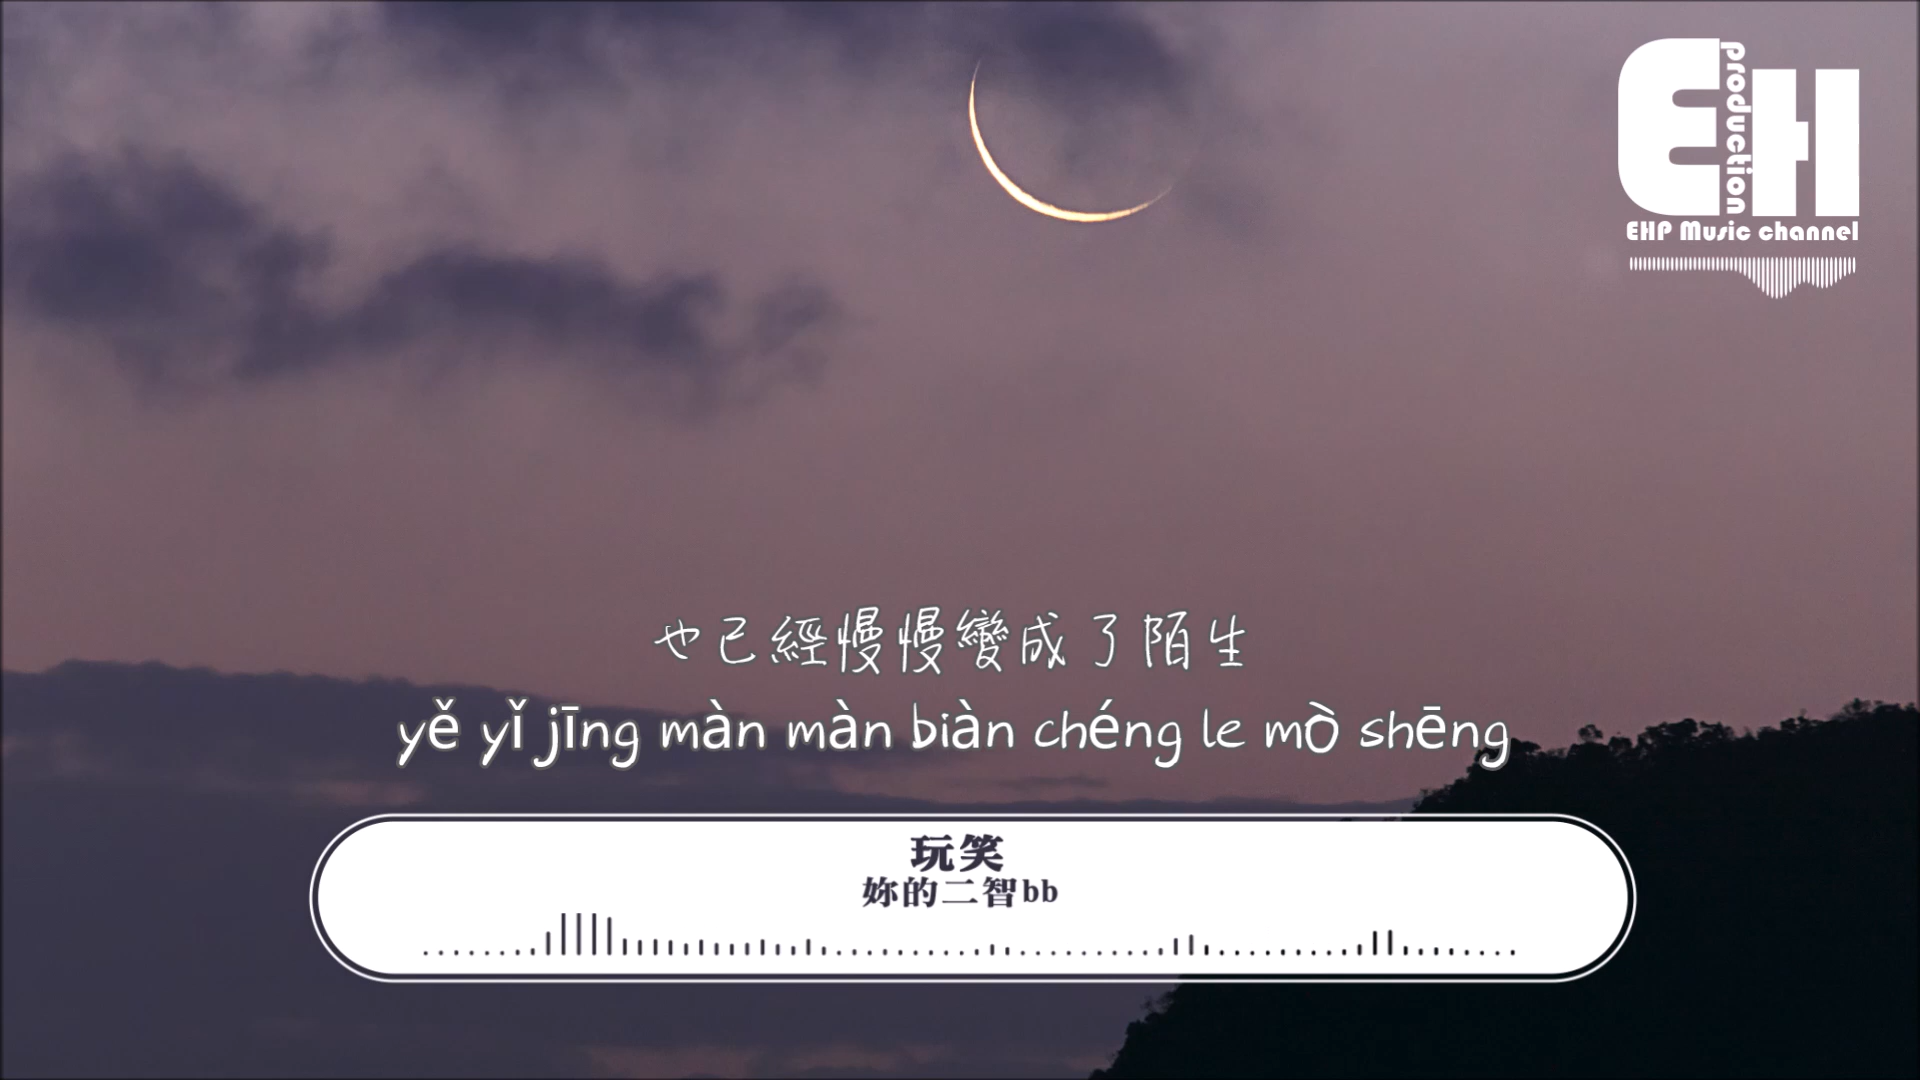 EH
production
EHP Music channel
也已經慢慢變成了陌生
yě yǐ jīng màn màn biàn chéng le mò shēng
玩笑
妳的二智bb